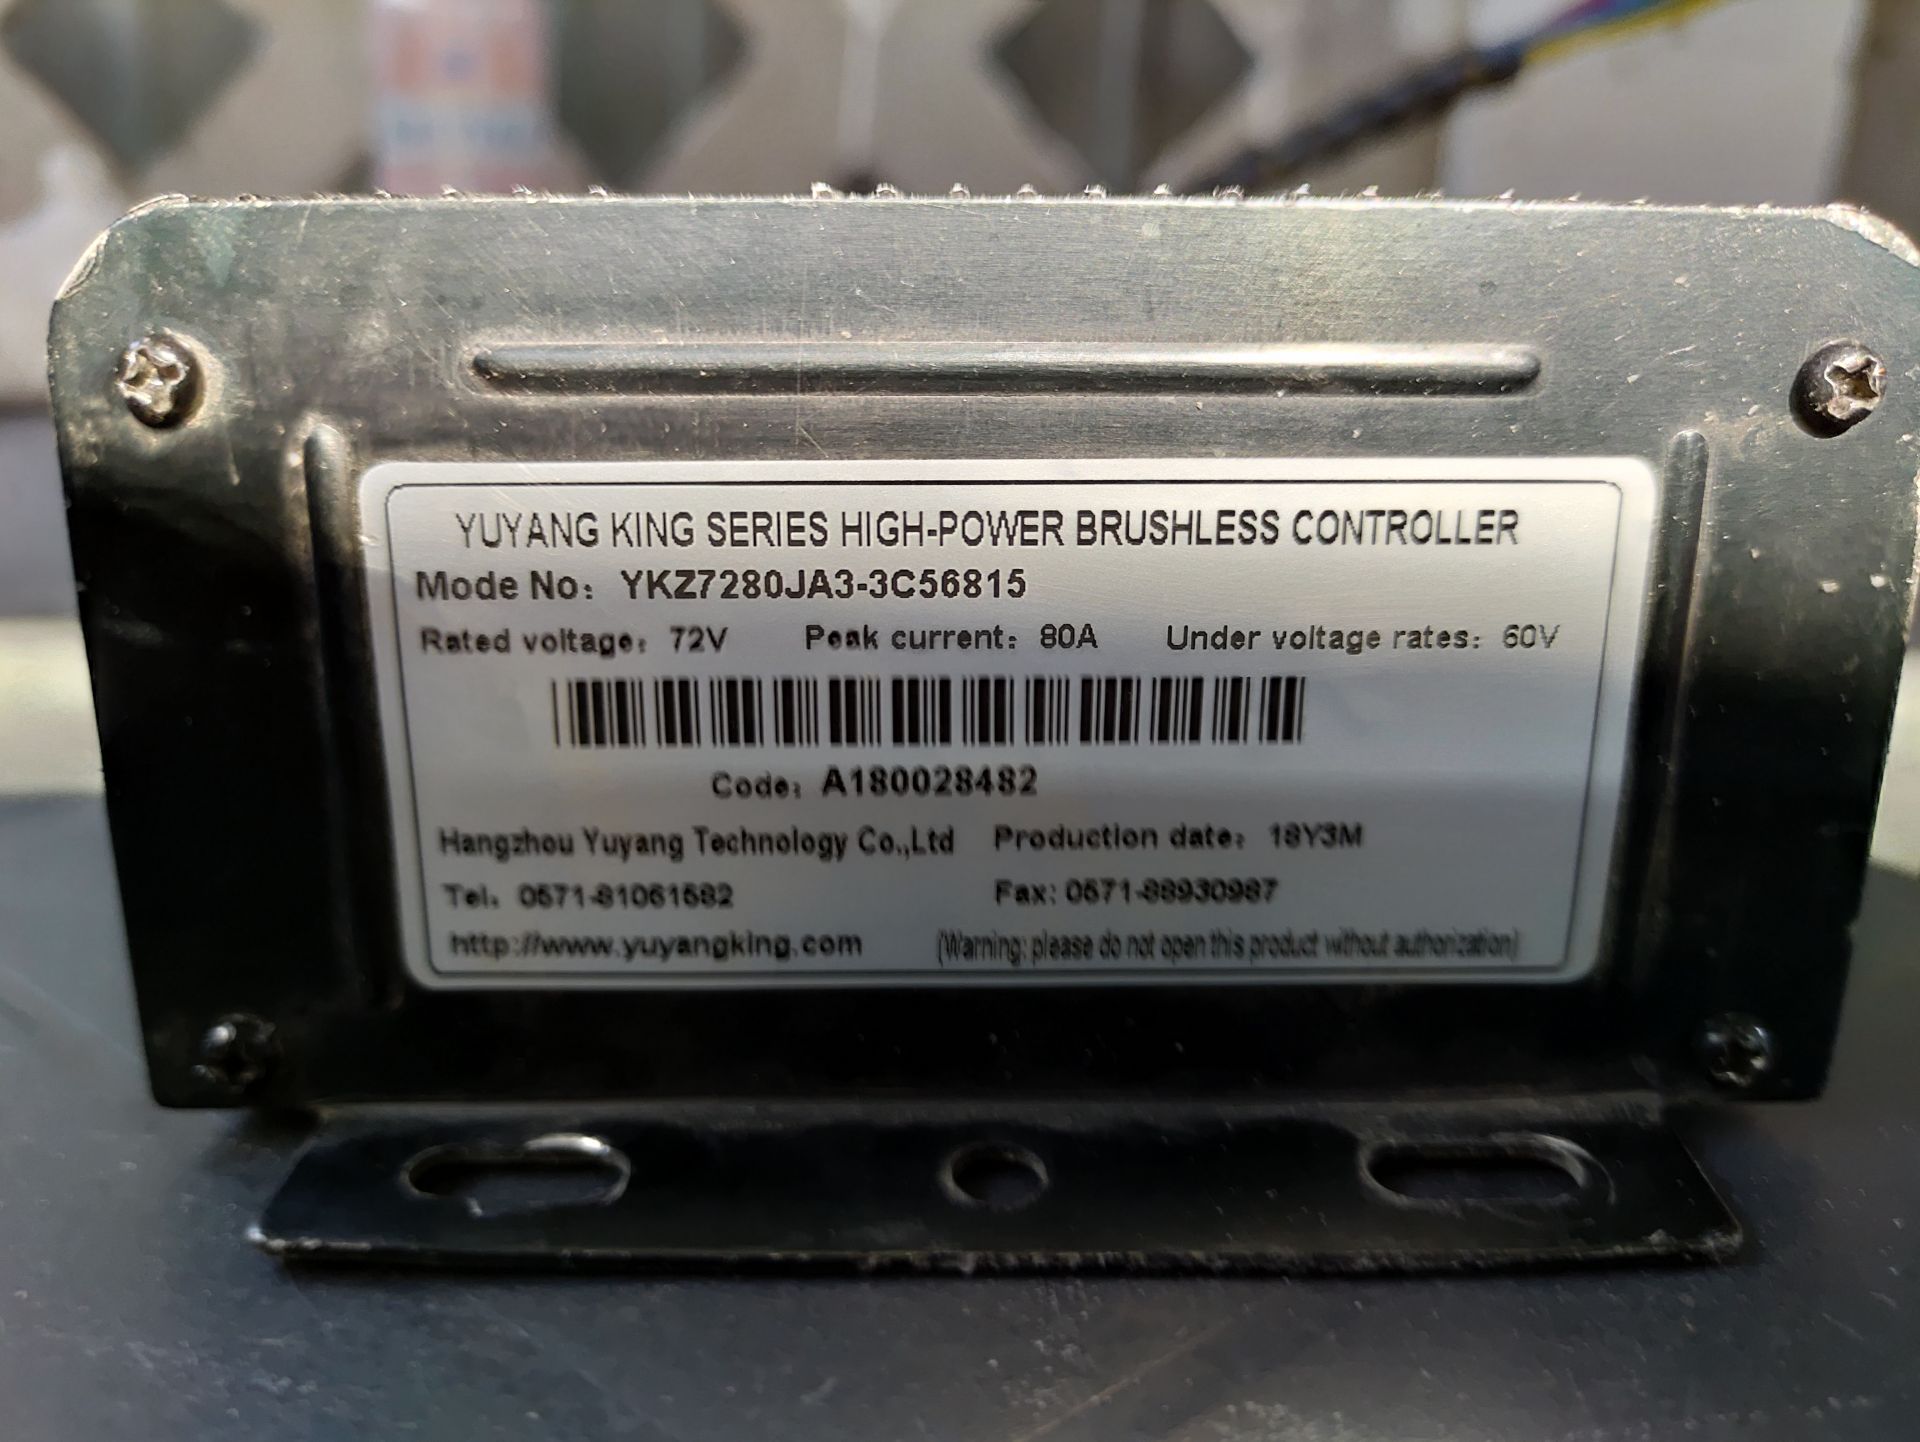 YUYANG KING SERIES HIGH-POWER BRUSHLESS CONTROLLER
Mode No: YKZ7280JA3-3C56815
Rated voltage: 72V Peak current: 80A Under voltage rates: 60V
Code: A180028482
Hangzhou Yuyang Technology Co.,Ltd Production date: 18Y3M
Tel: 0571-81061582 Fax: 0571-88930987
http://www.yuyangking.com (Warning: please do not open this product without authorization)